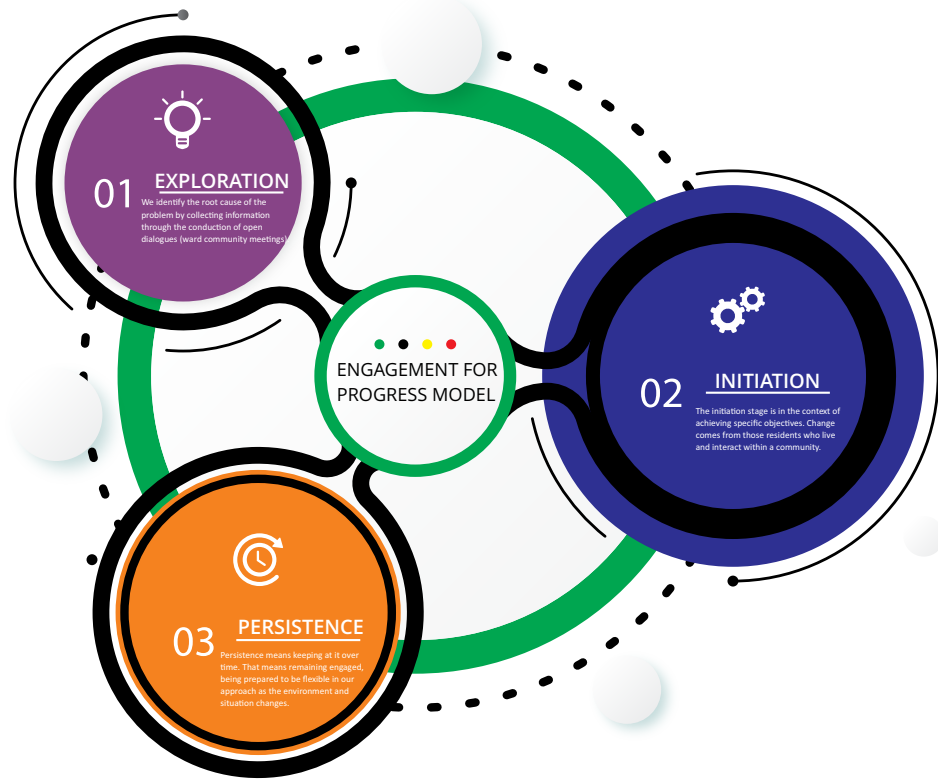 01
EXPLORATION
We identify the root cause of the
problem by collecting information
through the conduction of open
dialogues (ward community meetings)
ENGAGEMENT FOR
PROGRESS MODEL
02
INITIATION
The initiation stage is in the context of
achieving specific objectives. Change
comes from those residents who live
and interact within a community.
03
PERSISTENCE
Persistence means keeping at it over
time. That means remaining engaged,
being prepared to be flexible in our
approach as the environment and
situation changes.